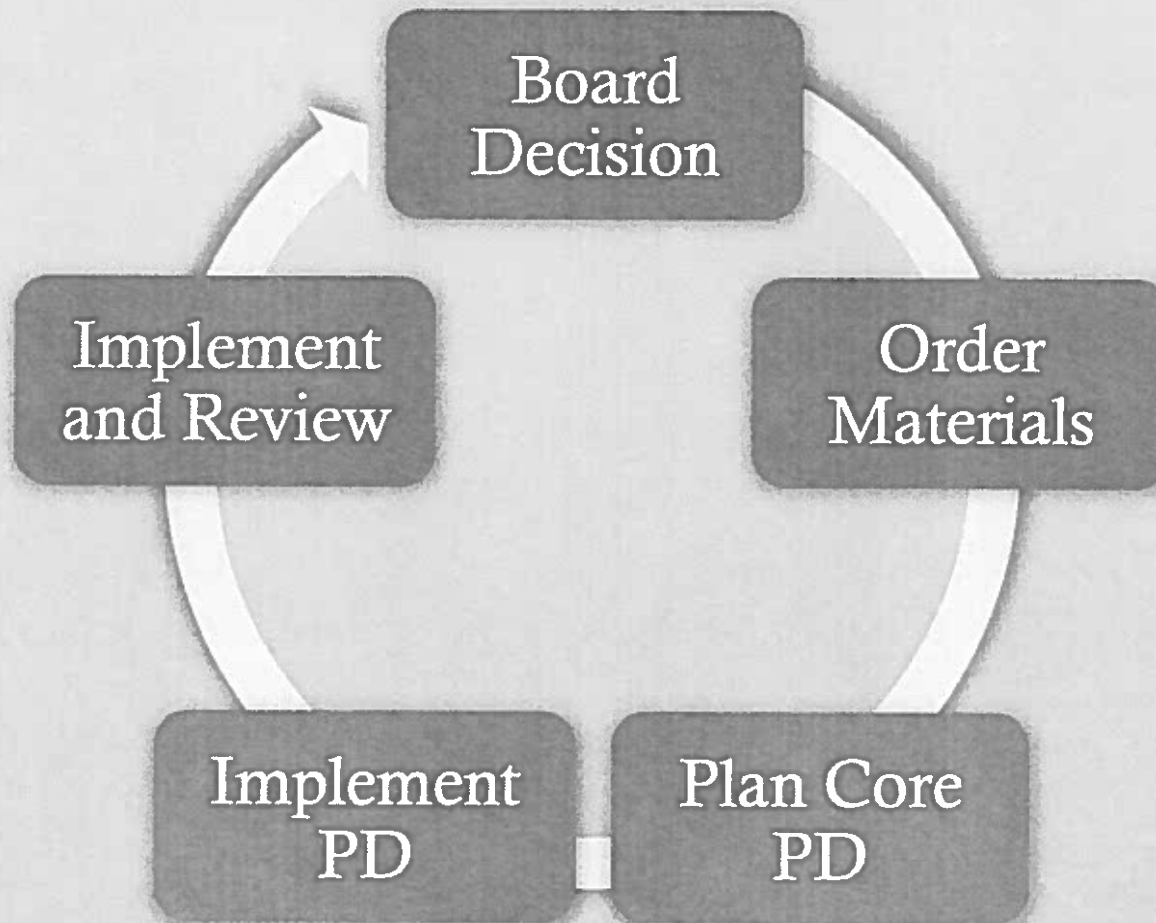 Board
Decision
Order
Materials
Plan Core
PD
Implement
PD
Implement
and Review